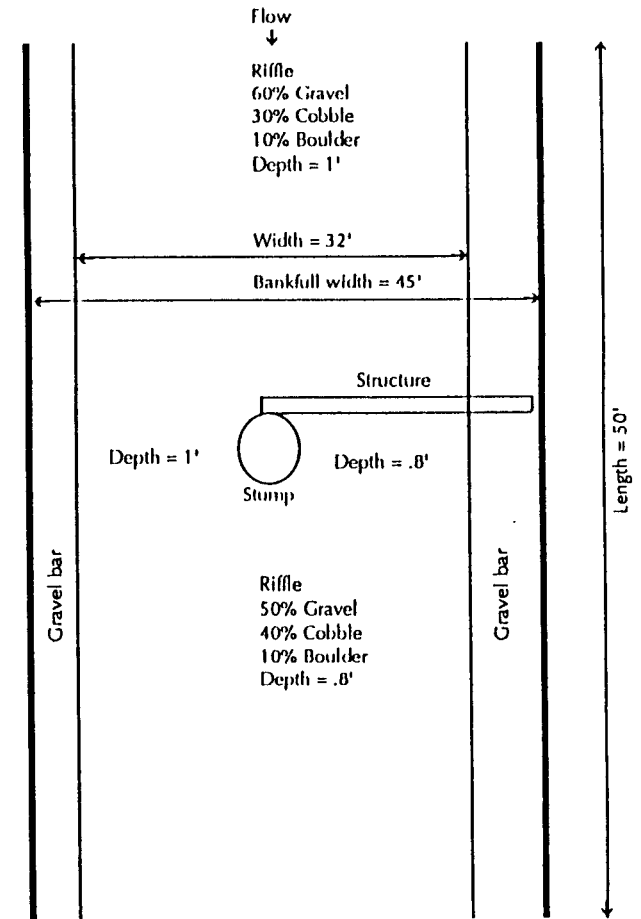 Flow
Riffle
60% Gravel
30% Cobble
10% Boulder
Depth = 1'
Width = 32'
Bankfull width = 45'
Structure
Depth = 1'
Depth = .8'
Stump
Length = 50'
Gravel bar
Gravel bar
Riffle
50% Gravel
40% Cobble
10% Boulder
Depth = .8'